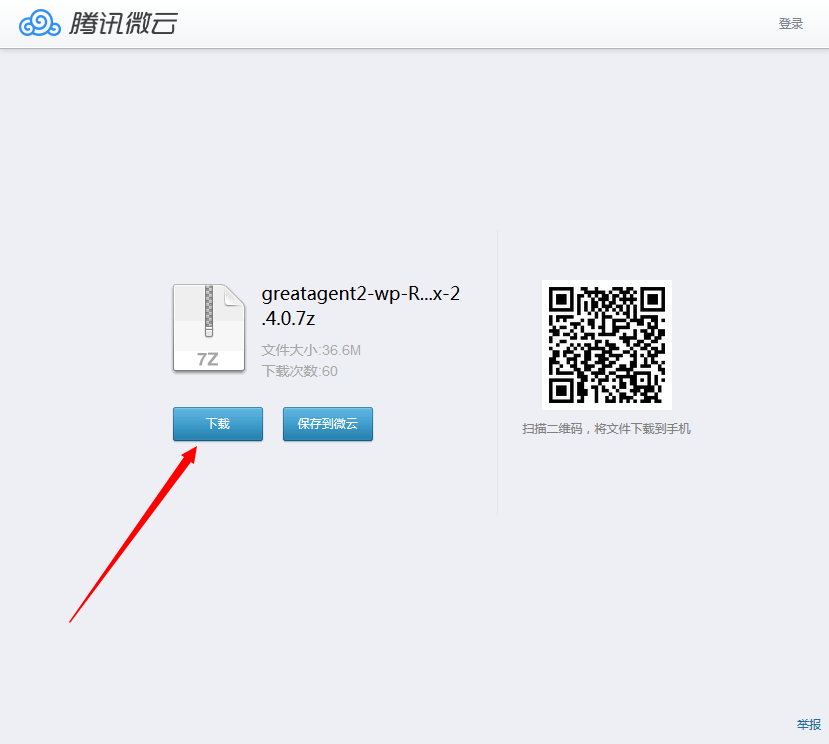 腾讯微云
登录
greatagent2-wp-R...x-2
.4.0.7z
文件大小:36.6M
下载次数:60
7Z
下载
保存到微云
扫描二维码，将文件下载到手机
举报